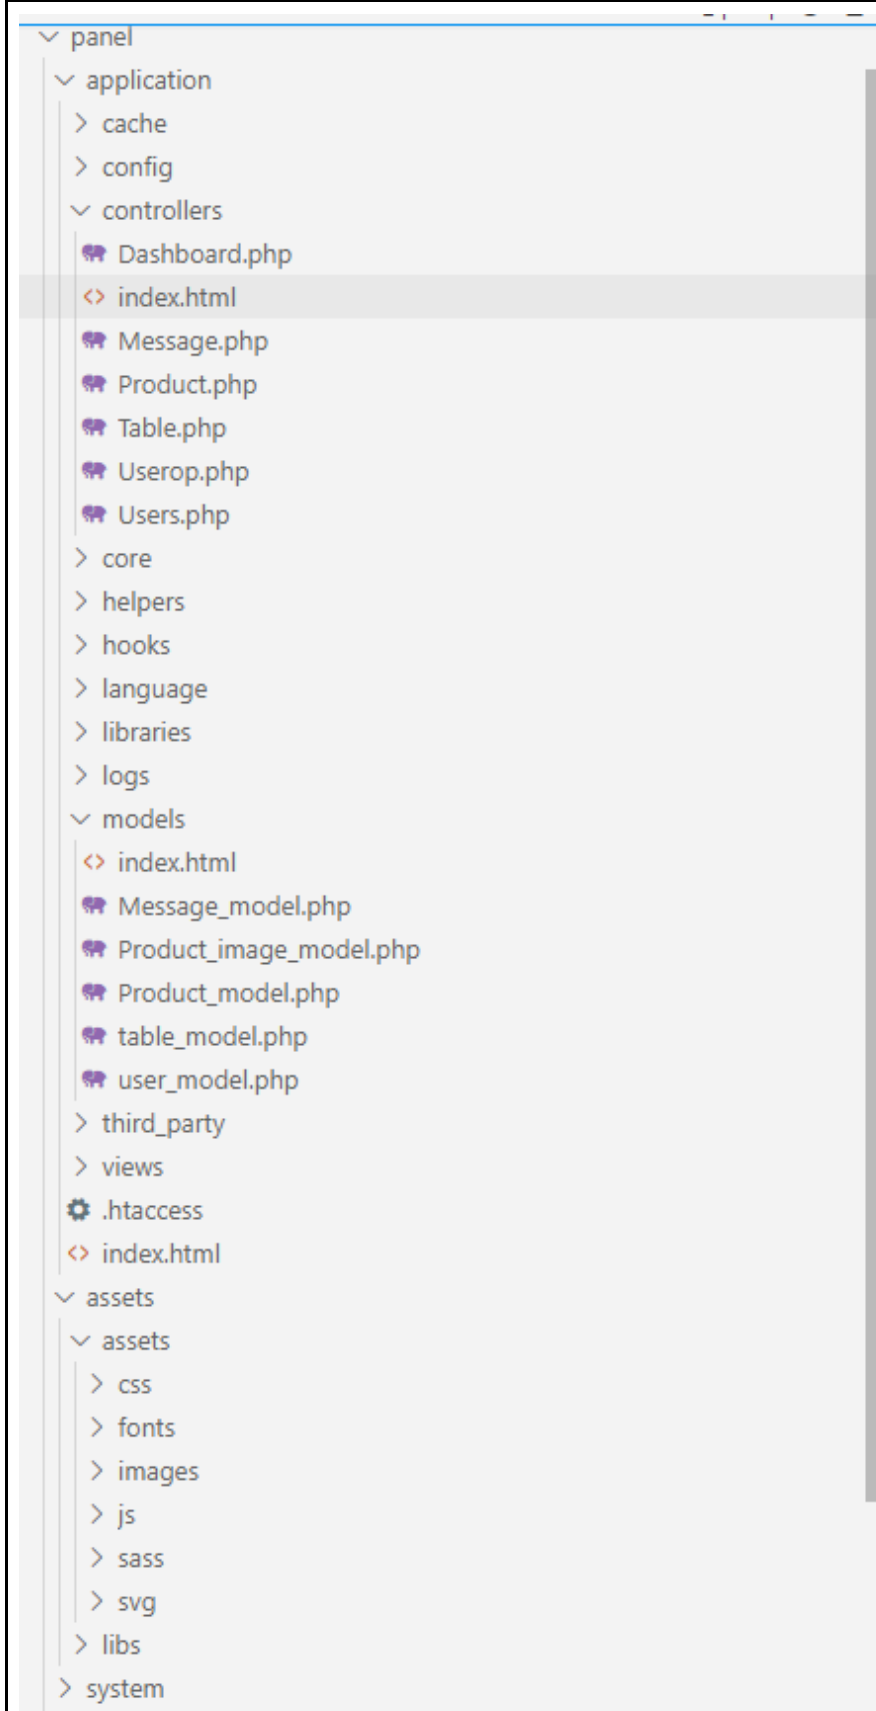 panel
application
cache
config
controllers
Dashboard.php
index.html
Message.php
Product.php
Table.php
Userop.php
Users.php
core
helpers
hooks
language
libraries
logs
models
index.html
Message_model.php
Product_image_model.php
Product_model.php
table_model.php
user_model.php
third_party
views
.htaccess
index.html
assets
assets
css
fonts
images
js
sass
svg
libs
system